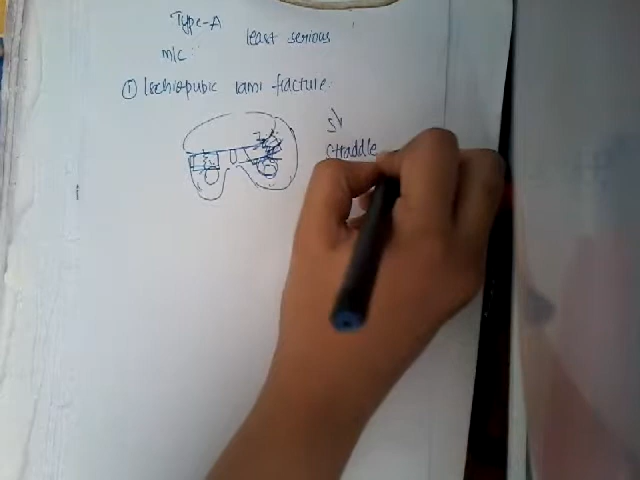 Type-A
least serious
m/c:
① Ischiopubic rami fracture:
Straddle